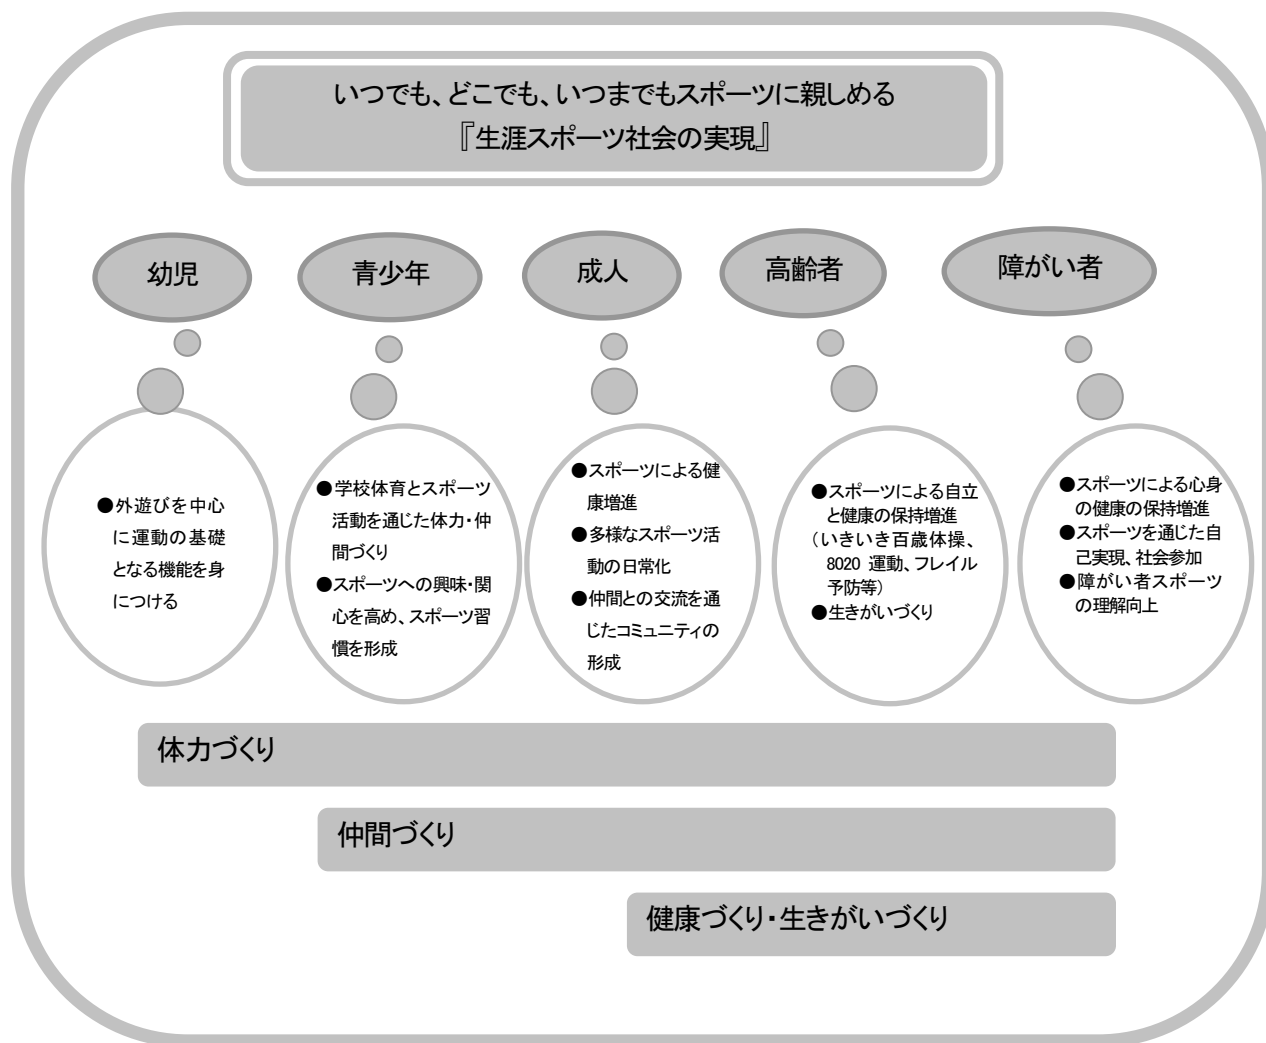 いつでも、どこでも、いつまでもスポーツに親しめる
『生涯スポーツ社会の実現』
幼児
青少年
成人
高齢者
障がい者
●外遊びを中心
に運動の基礎
となる機能を身
につける
●学校体育とスポーツ
活動を通じた体力・仲
間づくり
●スポーツへの興味・関
心を高め、スポーツ習
慣を形成
●スポーツによる健
康増進
●多様なスポーツ活
動の日常化
●仲間との交流を通
じたコミュニティの
形成
●スポーツによる自立
と健康の保持増進
(いきいき百歳体操、
8020 運動、フレイル
予防等)
●生きがいづくり
●スポーツによる心身
の健康の保持増進
●スポーツを通じた自
己実現、社会参加
●障がい者スポーツ
の理解向上
体力づくり
仲間づくり
健康づくり・生きがいづくり